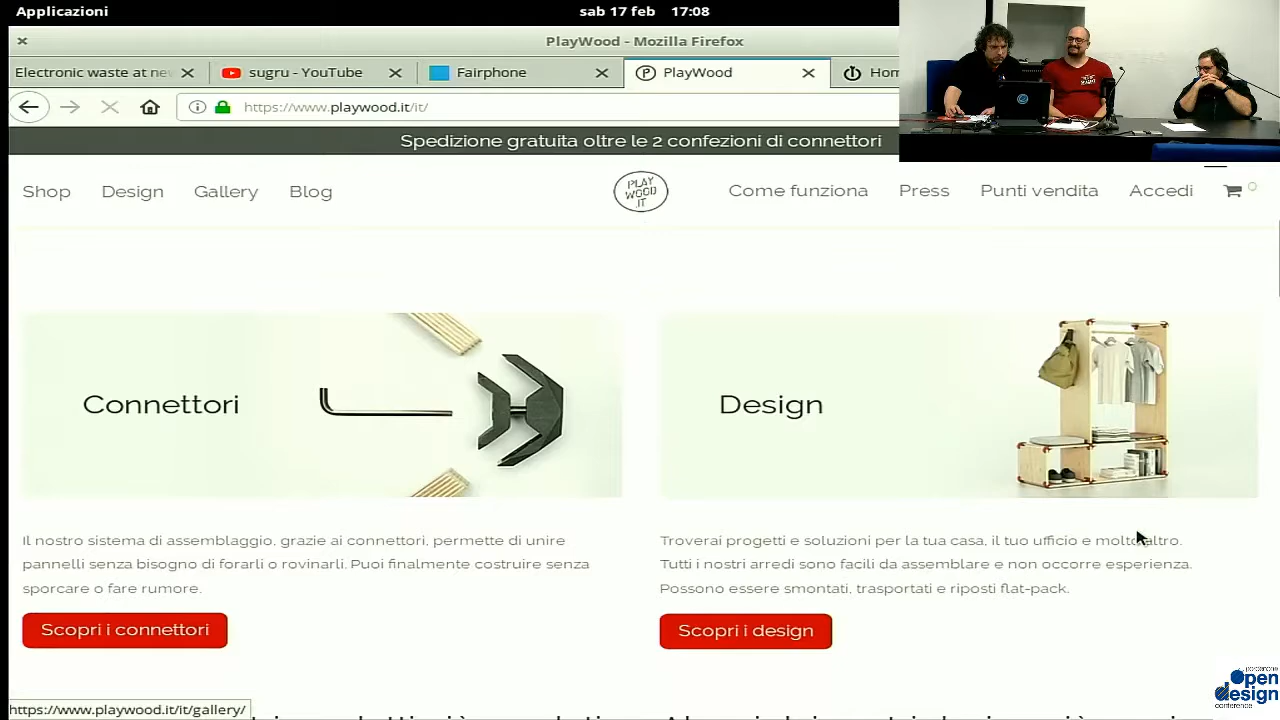 Applicazioni
sab 17 feb 17:08
PlayWood - Mozilla Firefox
Electronic waste at ne
sugru - YouTube
Fairphone
PlayWood
Hom
https://www.playwood.it/it/
Spedizione gratuita oltre le 2 confezioni di connettori
Shop
Design
Gallery
Blog
PLAY
WOOD
.IT
Come funziona
Press
Punti vendita
Accedi
0
Connettori
Design
Il nostro sistema di assemblaggio, grazie ai connettori, permette di unire
pannelli senza bisogno di forarli o rovinarli. Puoi finalmente costruire senza
sporcare o fare rumore.
Scopri i connettori
Troverai progetti e soluzioni per la tua casa, il tuo ufficio e molto altro.
Tutti i nostri arredi sono facili da assemblare e non occorre esperienza.
Possono essere smontati, trasportati e riposti flat-pack.
Scopri i design
https://www.playwood.it/it/gallery/
pordenone
open
design
conference